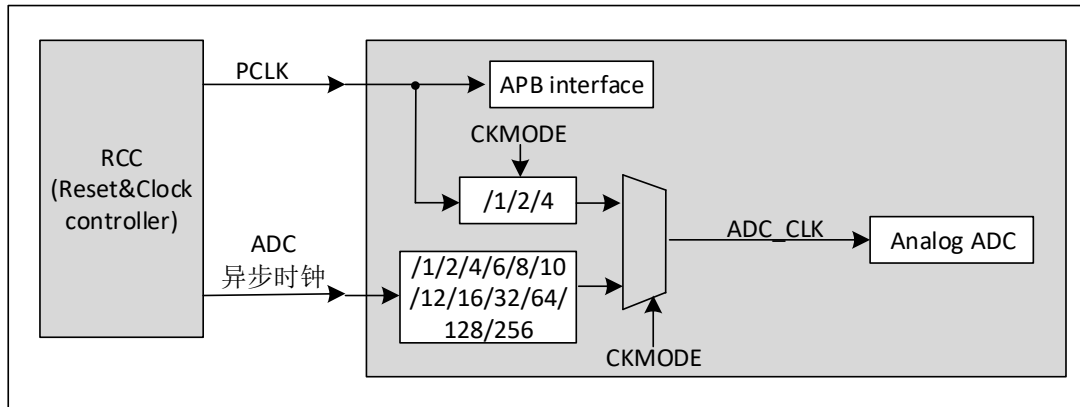 RCC
(Reset&Clock
controller)
PCLK
APB interface
CKMODE
/1/2/4
ADC
异步时钟
/1/2/4/6/8/10
/12/16/32/64/
128/256
CKMODE
ADC_CLK
Analog ADC